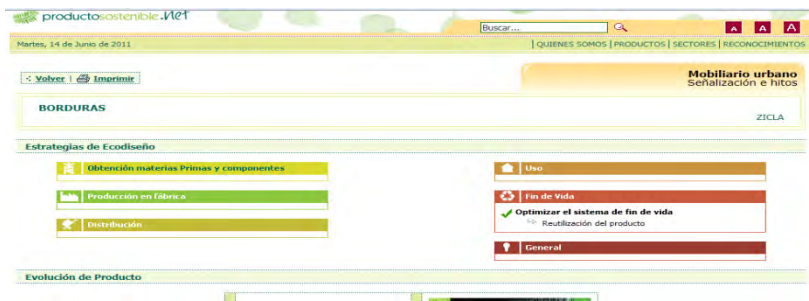 productosostenible.net
Buscar...
A A A
Martes, 14 de Junio de 2011
| QUIENES SOMOS | PRODUCTOS | SECTORES | RECONOCIMIENTOS
< Volver | Imprimir
Mobiliario urbano
Señalización e hitos
BORDURAS
ZICLA
Estrategias de Ecodiseño
Obtención materias Primas y componentes
Producción en fábrica
Distribución
Uso
Fin de Vida
Optimizar el sistema de fin de vida
Reutilización del producto
General
Evolución de Producto